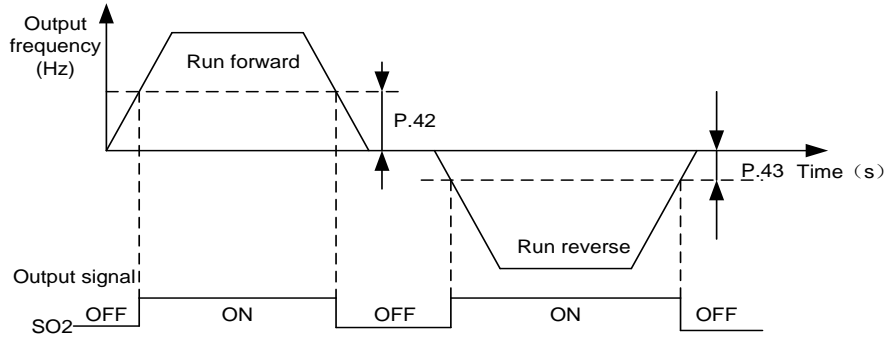 Output
frequency
(Hz)
Run forward
P.42
P.43 Time（s）
Run reverse
Output signal
SO2 OFF ON OFF ON OFF